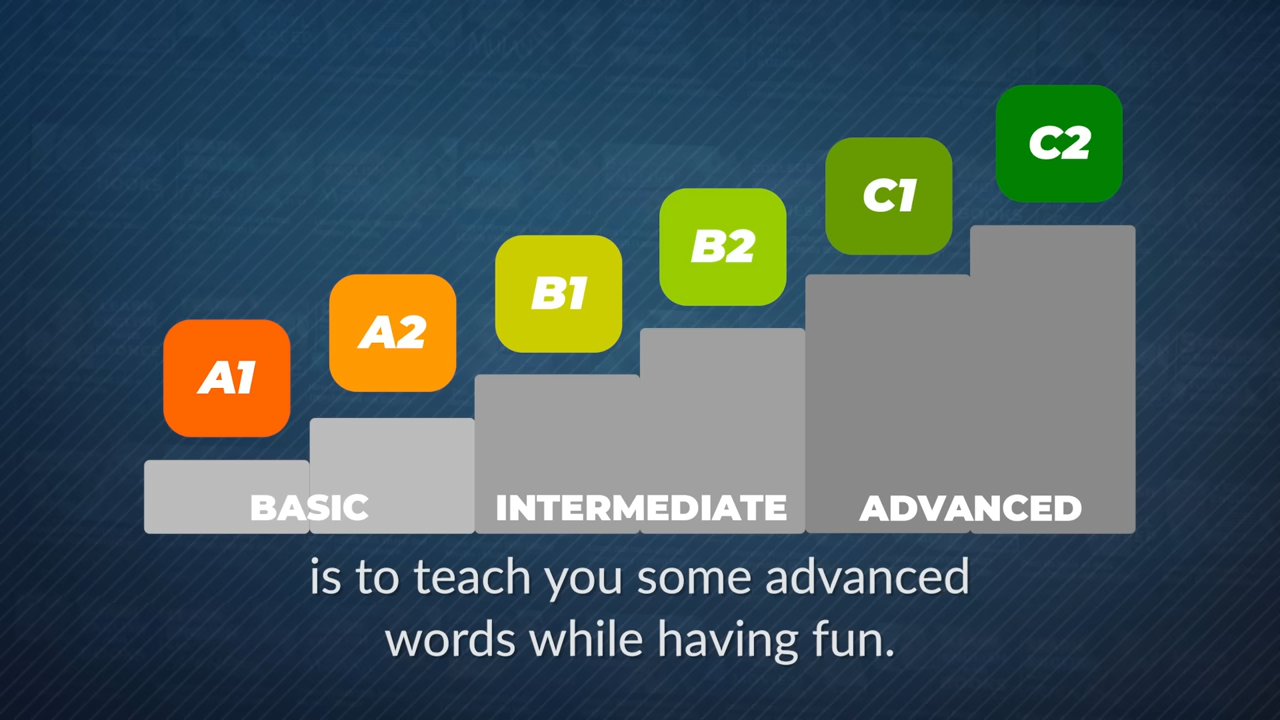 A1
A2
B1
B2
C1
C2
BASIC
INTERMEDIATE
ADVANCED
is to teach you some advanced
words while having fun.